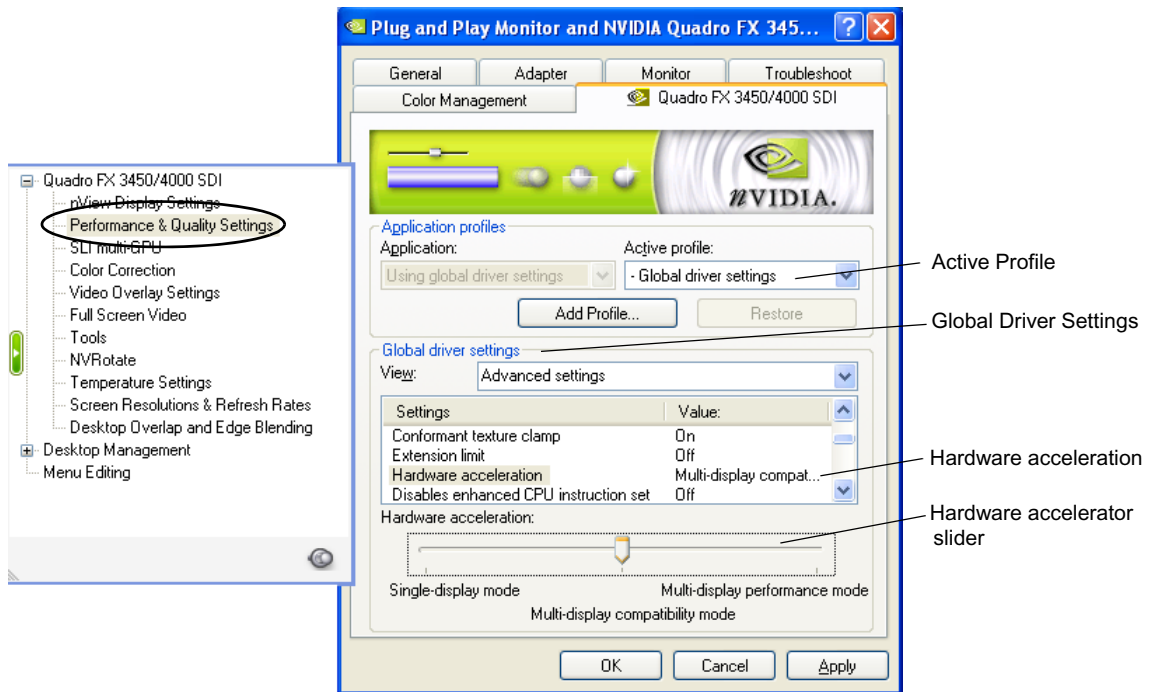 Plug and Play Monitor and NVIDIA Quadro FX 345...
General Adapter Monitor Troubleshoot
Color Management Quadro FX 3450/4000 SDI
nVIDIA.
Quadro FX 3450/4000 SDI
nView Display Settings
Performance & Quality Settings
SLI multi-GPU
Color Correction
Video Overlay Settings
Full Screen Video
Tools
NVRotate
Temperature Settings
Screen Resolutions & Refresh Rates
Desktop Overlap and Edge Blending
Desktop Management
Menu Editing
Application profiles
Application: Active profile:
Using global driver settings - Global driver settings
Add Profile... Restore
Global driver settings
View: Advanced settings
Settings Value:
Conformant texture clamp On
Extension limit Off
Hardware acceleration Multi-display compat...
Disables enhanced CPU instruction set Off
Hardware acceleration:
Single-display mode Multi-display performance mode
Multi-display compatibility mode
OK Cancel Apply
Active Profile
Global Driver Settings
Hardware acceleration
Hardware accelerator
slider